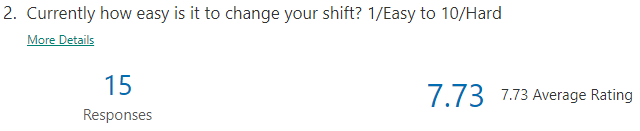 2. Currently how easy is it to change your shift? 1/Easy to 10/Hard
More Details
15
Responses
7.73
7.73 Average Rating